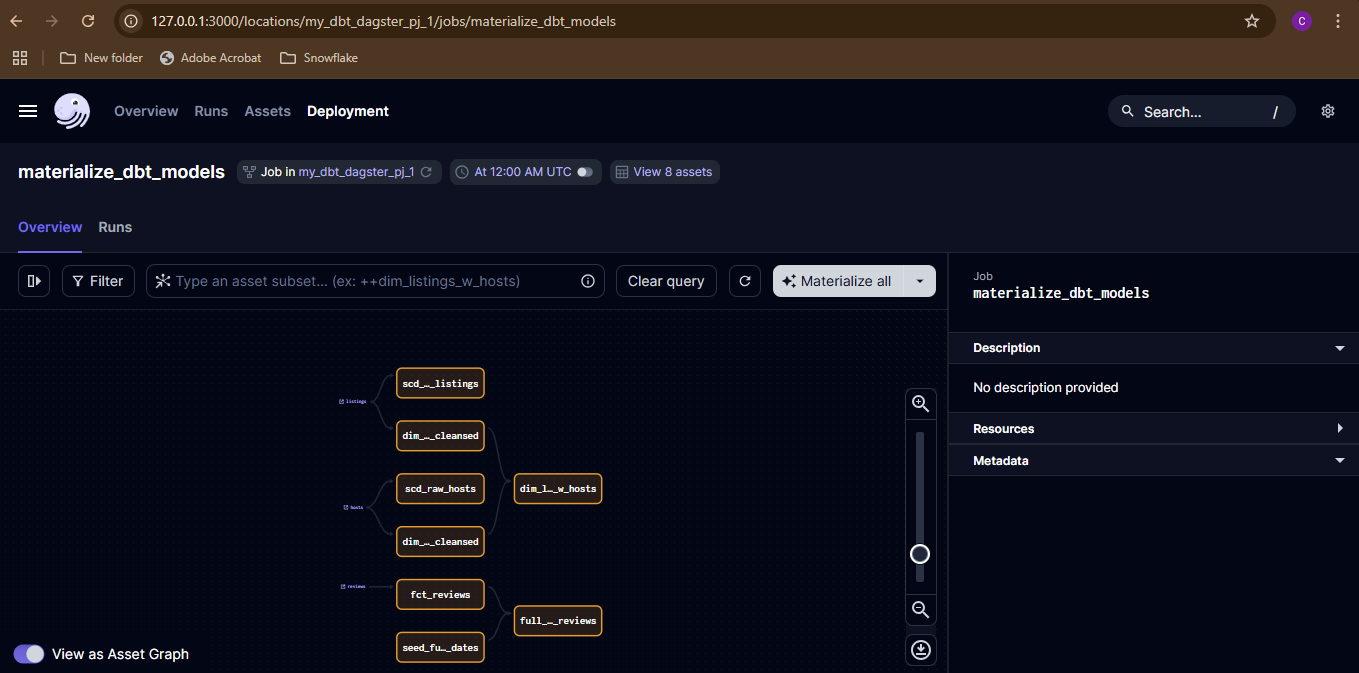 127.0.0.1:3000/locations/my_dbt_dagster_pj_1/jobs/materialize_dbt_models
C
New folder
Adobe Acrobat
Snowflake
Overview Runs Assets Deployment
Search... /
materialize_dbt_models
Job in my_dbt_dagster_pj_1
At 12:00 AM UTC
View 8 assets
Overview Runs
Filter
Type an asset subset… (ex: ++dim_listings_w_hosts)
Clear query
Materialize all
Job
materialize_dbt_models
Description
No description provided
Resources
Metadata
scd_…_listings
listings
dim_…_cleansed
scd_raw_hosts
dim_l…_w_hosts
hosts
dim_…_cleansed
reviews
fct_reviews
full_…_reviews
seed_fu…_dates
View as Asset Graph